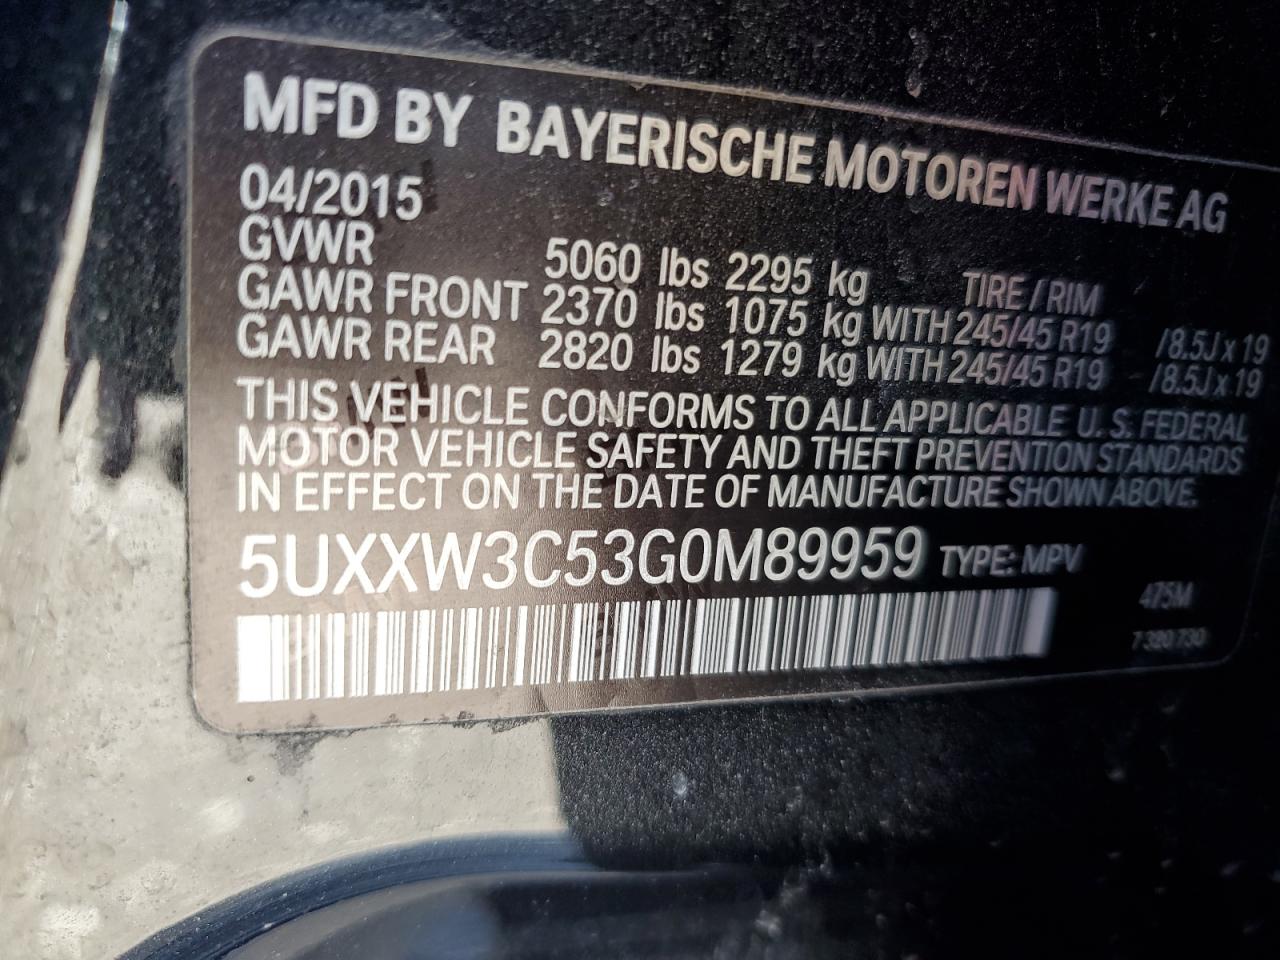 MFD BY BAYERISCHE MOTOREN WERKE AG
04/2015
GVWR 5060 lbs 2295 kg TIRE / RIM
GAWR FRONT 2370 lbs 1075 kg WITH 245/45 R19 /8.5J x 19
GAWR REAR 2820 lbs 1279 kg WITH 245/45 R19 /8.5J x 19
THIS VEHICLE CONFORMS TO ALL APPLICABLE U. S. FEDERAL
MOTOR VEHICLE SAFETY AND THEFT PREVENTION STANDARDS
IN EFFECT ON THE DATE OF MANUFACTURE SHOWN ABOVE.
5UXXW3C53G0M89959 TYPE: MPV
475M
7 380 730